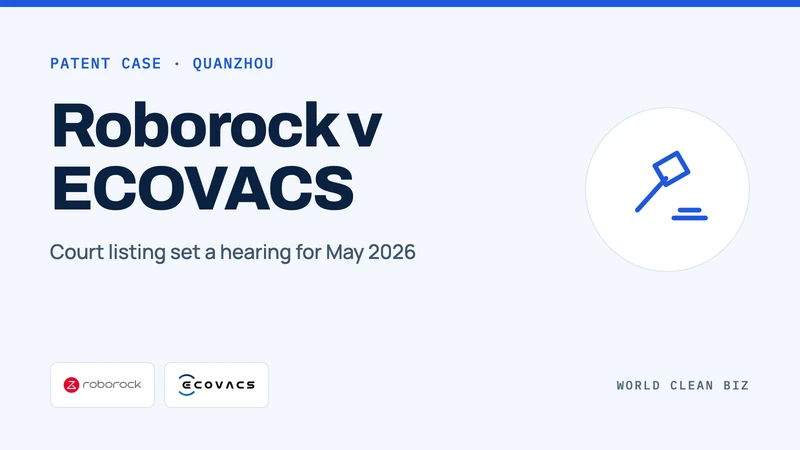 PATENT CASE · QUANZHOU
Roborock v
ECOVACS
Court listing set a hearing for May 2026
roborock
ECOVACS
WORLD CLEAN BIZ